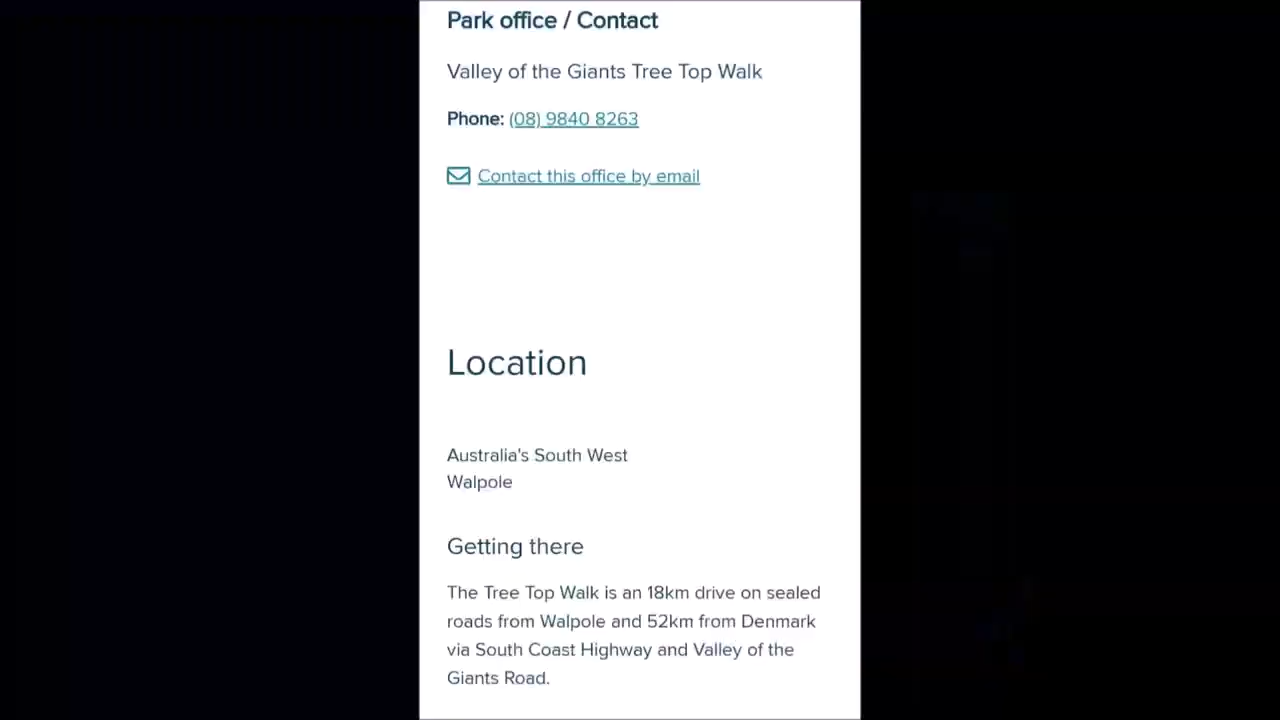 Park office / Contact
Valley of the Giants Tree Top Walk
Phone: (08) 9840 8263
Contact this office by email
Location
Australia's South West
Walpole
Getting there
The Tree Top Walk is an 18km drive on sealed
roads from Walpole and 52km from Denmark
via South Coast Highway and Valley of the
Giants Road.